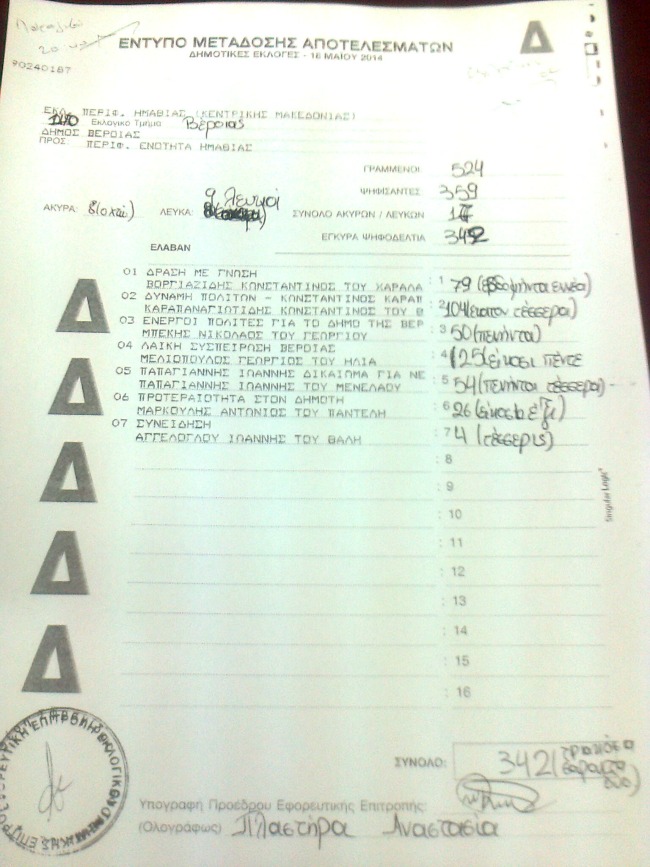 ΕΝΤΥΠΟ ΜΕΤΑΔΟΣΗΣ ΑΠΟΤΕΛΕΣΜΑΤΩΝ
Δ
ΔΗΜΟΤΙΚΕΣ ΕΚΛΟΓΕΣ - 18 ΜΑΙΟΥ 2014
90240187
ΕΚΛ. ΠΕΡΙΦ. ΗΜΑΘΙΑΣ (ΚΕΝΤΡΙΚΗΣ ΜΑΚΕΔΟΝΙΑΣ)
Εκλογικό Τμήμα Βέροιας
ΔΗΜΟΣ ΒΕΡΟΙΑΣ
ΠΡΟΣ: ΠΕΡΙΦ. ΕΝΟΤΗΤΑ ΗΜΑΘΙΑΣ
ΓΡΑΜΜΕΝΟΙ 524
ΨΗΦΙΣΑΝΤΕΣ 359
ΑΚΥΡΑ: 8 (οκτώ) ΛΕΥΚΑ: 9 λευκοί ΣΥΝΟΛΟ ΑΚΥΡΩΝ / ΛΕΥΚΩΝ 17
ΕΓΚΥΡΑ ΨΗΦΟΔΕΛΤΙΑ 342
ΕΛΑΒΑΝ
01 ΔΡΑΣΗ ΜΕ ΓΝΩΣΗ
ΒΟΡΓΙΑΖΙΔΗΣ ΚΩΝΣΤΑΝΤΙΝΟΣ ΤΟΥ ΧΑΡΑΛΑ : 1 79 (εβδομήντα εννέα)
02 ΔΥΝΑΜΗ ΠΟΛΙΤΩΝ - ΚΩΝΣΤΑΝΤΙΝΟΣ ΚΑΡΑΠ
ΚΑΡΑΠΑΝΑΓΙΩΤΙΔΗΣ ΚΩΝΣΤΑΝΤΙΝΟΣ ΤΟΥ Θ : 2 104 (εκατον τέσσερα)
03 ΕΝΕΡΓΟΙ ΠΟΛΙΤΕΣ ΓΙΑ ΤΟ ΔΗΜΟ ΤΗΣ ΒΕΡ
ΜΠΕΚΗΣ ΝΙΚΟΛΑΟΣ ΤΟΥ ΓΕΩΡΓΙΟΥ : 3 50 (πενήντα)
04 ΛΑΙΚΗ ΣΥΣΠΕΙΡΩΣΗ ΒΕΡΟΙΑΣ
ΜΕΛΙΟΠΟΥΛΟΣ ΓΕΩΡΓΙΟΣ ΤΟΥ ΗΛΙΑ : 4 (25 είκοσι πέντε
05 ΠΑΠΑΓΙΑΝΝΗΣ ΙΩΑΝΝΗΣ ΔΙΚΑΙΩΜΑ ΓΙΑ ΝΕ
ΠΑΠΑΓΙΑΝΝΗΣ ΙΩΑΝΝΗΣ ΤΟΥ ΜΕΝΕΛΑΟΥ : 5 54 (πενήντα τέσσερα) -
06 ΠΡΟΤΕΡΑΙΟΤΗΤΑ ΣΤΟΝ ΔΗΜΟΤΗ
ΜΑΡΚΟΥΛΗΣ ΑΝΤΩΝΙΟΣ ΤΟΥ ΠΑΝΤΕΛΗ : 6 26 (είκοσι έξι)
07 ΣΥΝΕΙΔΗΣΗ
ΑΓΓΕΛΟΓΛΟΥ ΙΩΑΝΝΗΣ ΤΟΥ ΘΑΛΗ : 7 4 (τέσσερις)
: 8
: 9
: 10
: 11
: 12
: 13
: 14
: 15
: 16
Δ
Δ
Δ
Δ
Δ
Singular Logic
ΣΥΝΟΛΟ: 342 (τριακόσια σαράντα δύο)
Υπογραφή Προέδρου Εφορευτικής Επιτροπής:
(Ολογράφως) Πλαστήρα Αναστασία